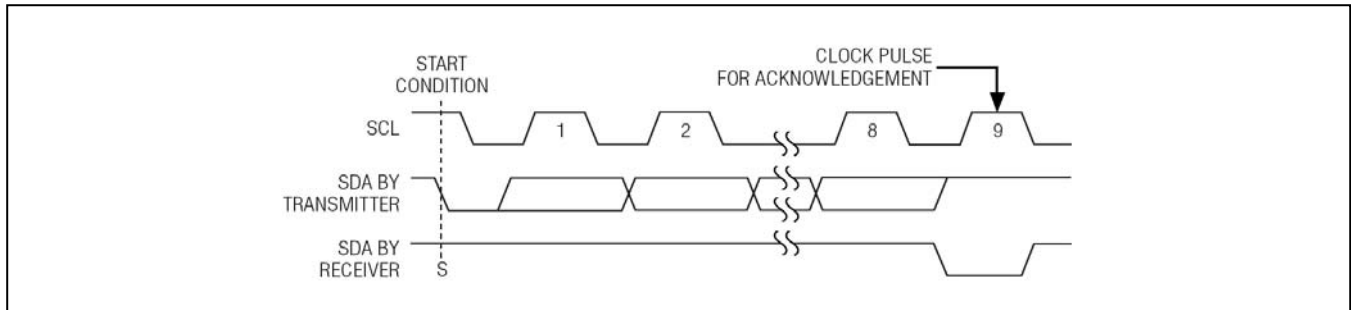 START
CONDITION
CLOCK PULSE
FOR ACKNOWLEDGEMENT
SCL
1
2
8
9
SDA BY
TRANSMITTER
SDA BY
RECEIVER
S